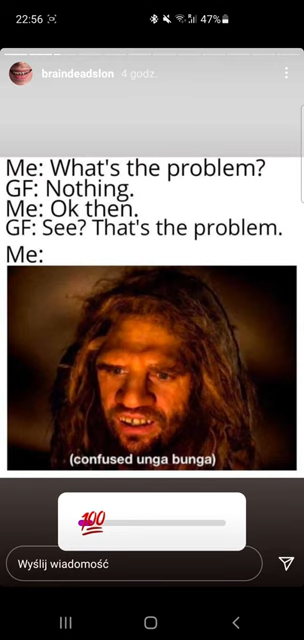 22:56
47%
braindeadslon 4 godz.
Me: What's the problem?
GF: Nothing.
Me: Ok then.
GF: See? That's the problem.
Me:
(confused unga bunga)
100
Wyślij wiadomość